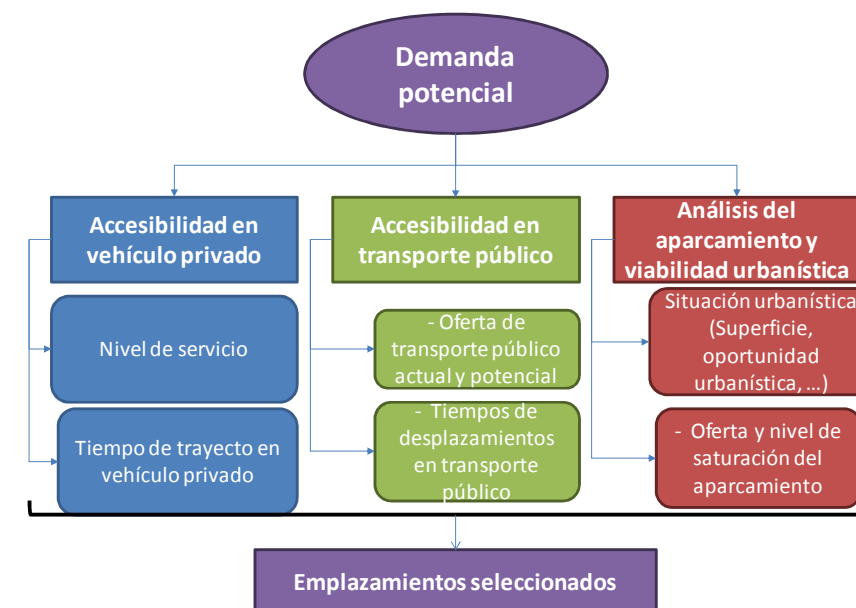 Demanda
potencial
Accesibilidad en
vehículo privado
Nivel de servicio
Tiempo de trayecto en
vehículo privado
Accesibilidad en
transporte público
- Oferta de
transporte público
actual y potencial
- Tiempos de
desplazamientos
en transporte
público
Análisis del
aparcamiento y
viabilidad urbanística
Situación urbanística
(Superficie,
oportunidad
urbanística, ...)
- Oferta y nivel de
saturación del
aparcamiento
Emplazamientos seleccionados